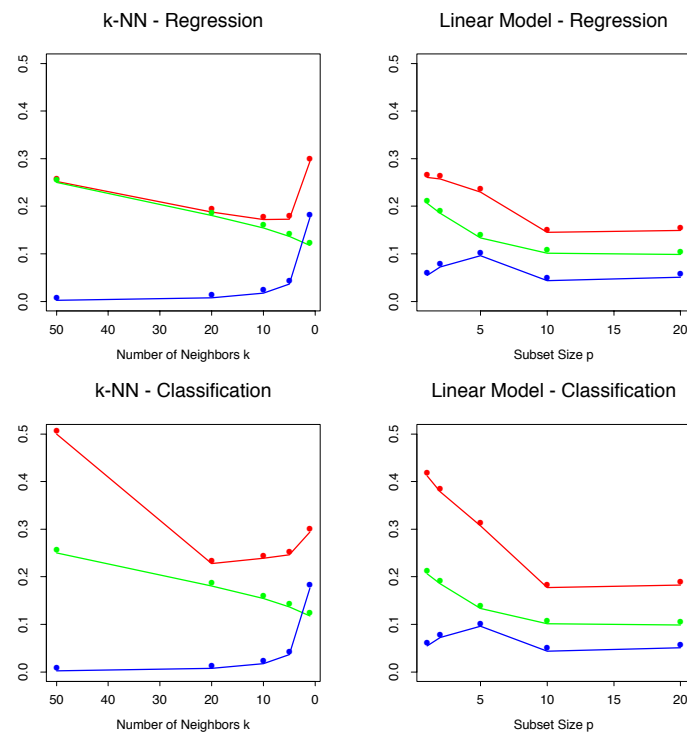 k-NN - Regression
0.0 0.1 0.2 0.3 0.4 0.5
50 40 30 20 10 0
Number of Neighbors k
Linear Model - Regression
0.0 0.1 0.2 0.3 0.4 0.5
5 10 15 20
Subset Size p
k-NN - Classification
0.0 0.1 0.2 0.3 0.4 0.5
50 40 30 20 10 0
Number of Neighbors k
Linear Model - Classification
0.0 0.1 0.2 0.3 0.4 0.5
5 10 15 20
Subset Size p